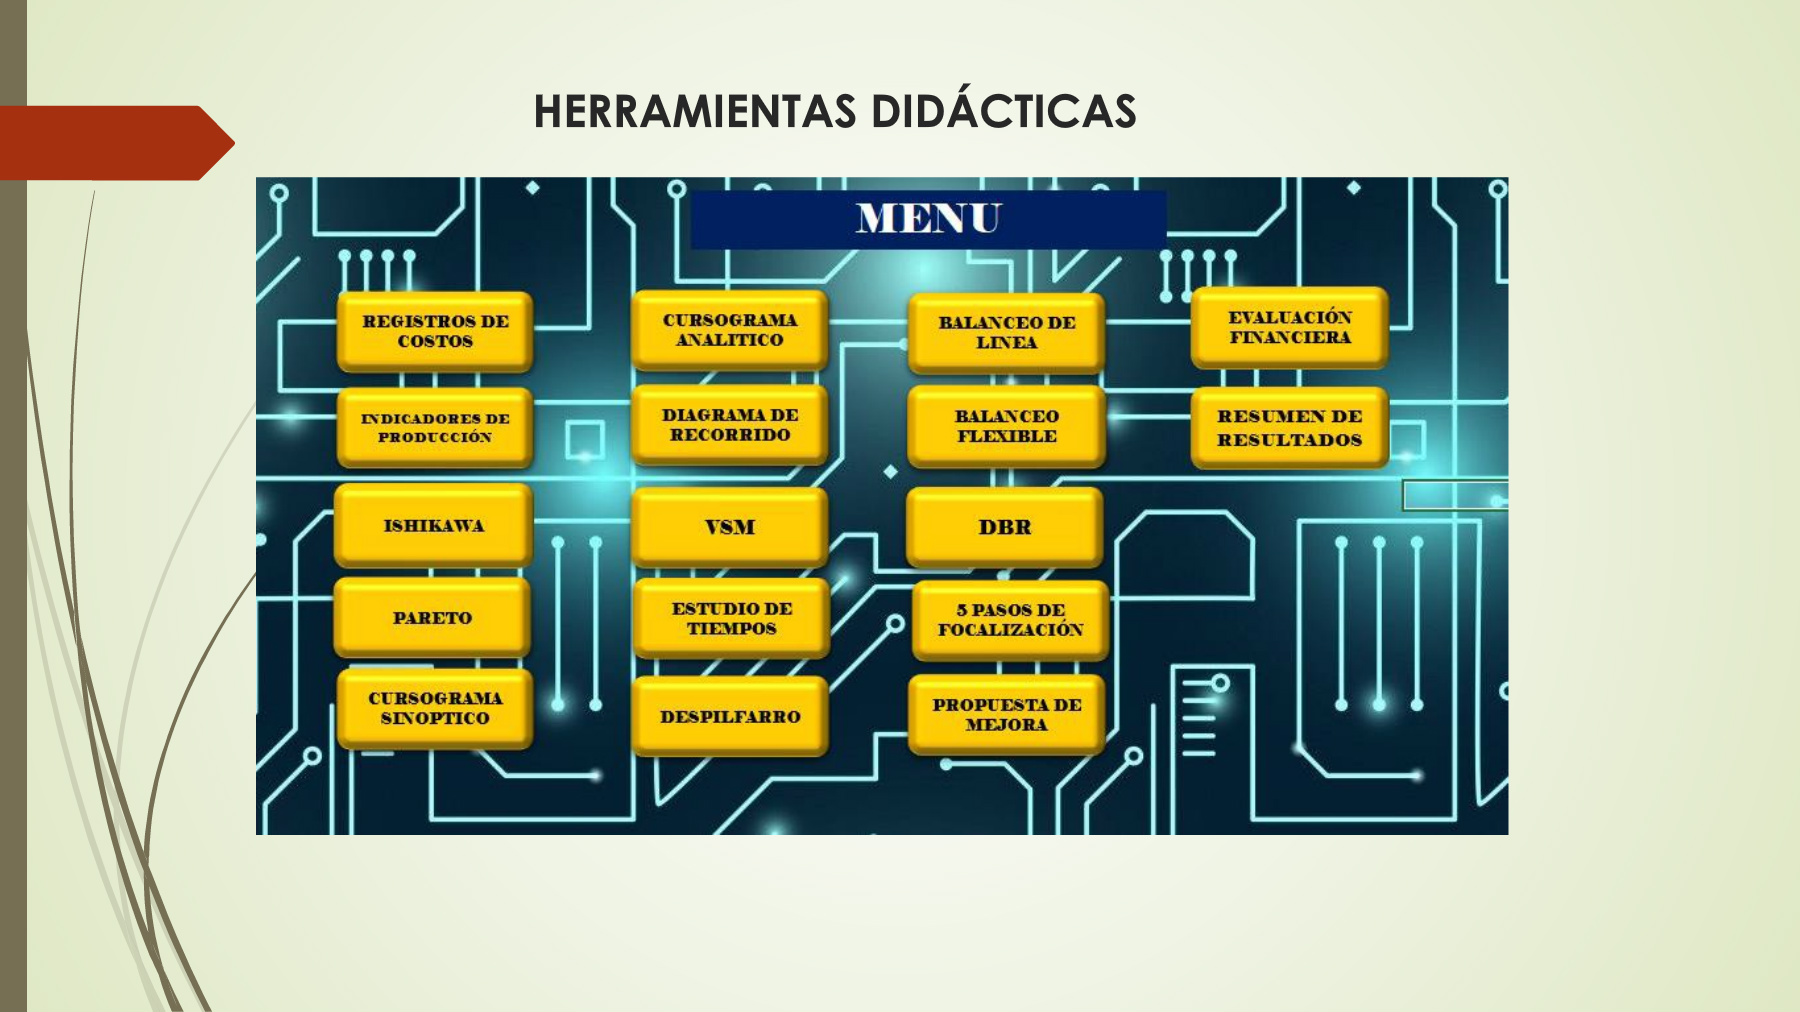 HERRAMIENTAS DIDÁCTICAS
MENU
REGISTROS DE
COSTOS
INDICADORES DE
PRODUCCIÓN
ISHIKAWA
PARETO
CURSOGRAMA
SINOPTICO
CURSOGRAMA
ANALITICO
DIAGRAMA DE
RECORRIDO
VSM
ESTUDIO DE
TIEMPOS
DESPILFARRO
BALANCEO DE
LINEA
BALANCEO
FLEXIBLE
DBR
5 PASOS DE
FOCALIZACIÓN
PROPUESTA DE
MEJORA
EVALUACIÓN
FINANCIERA
RESUMEN DE
RESULTADOS